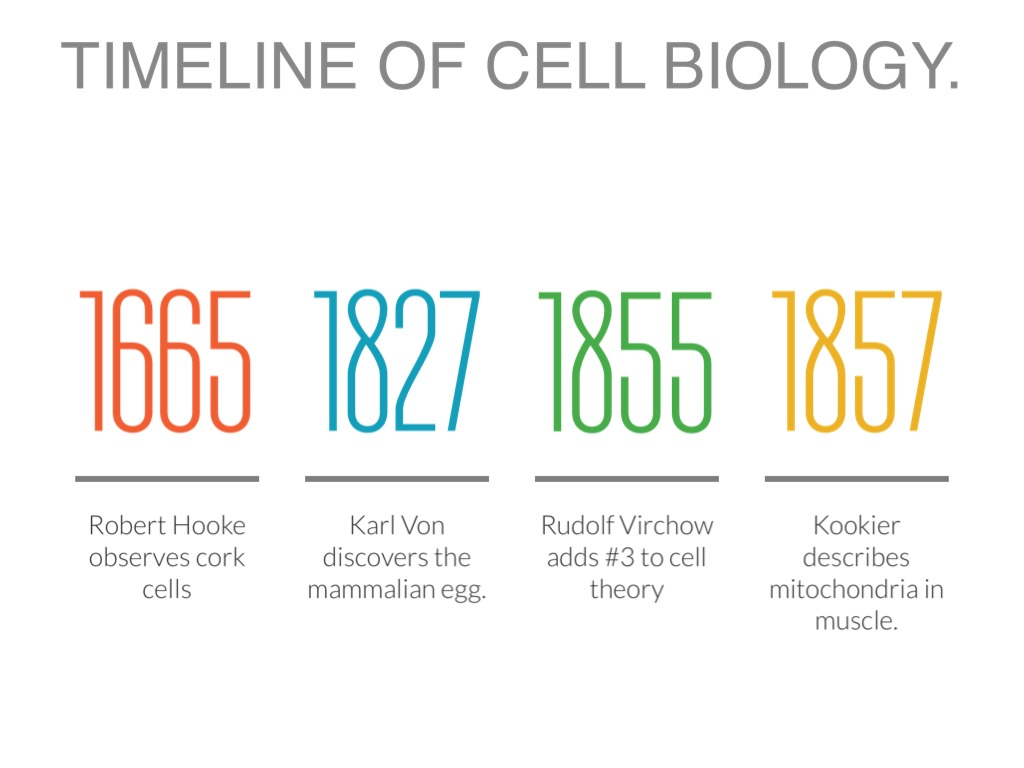 TIMELINE OF CELL BIOLOGY.
1665
Robert Hooke
observes cork
cells
1827
Karl Von
discovers the
mammalian egg.
1855
Rudolf Virchow
adds #3 to cell
theory
1857
Kookier
describes
mitochondria in
muscle.